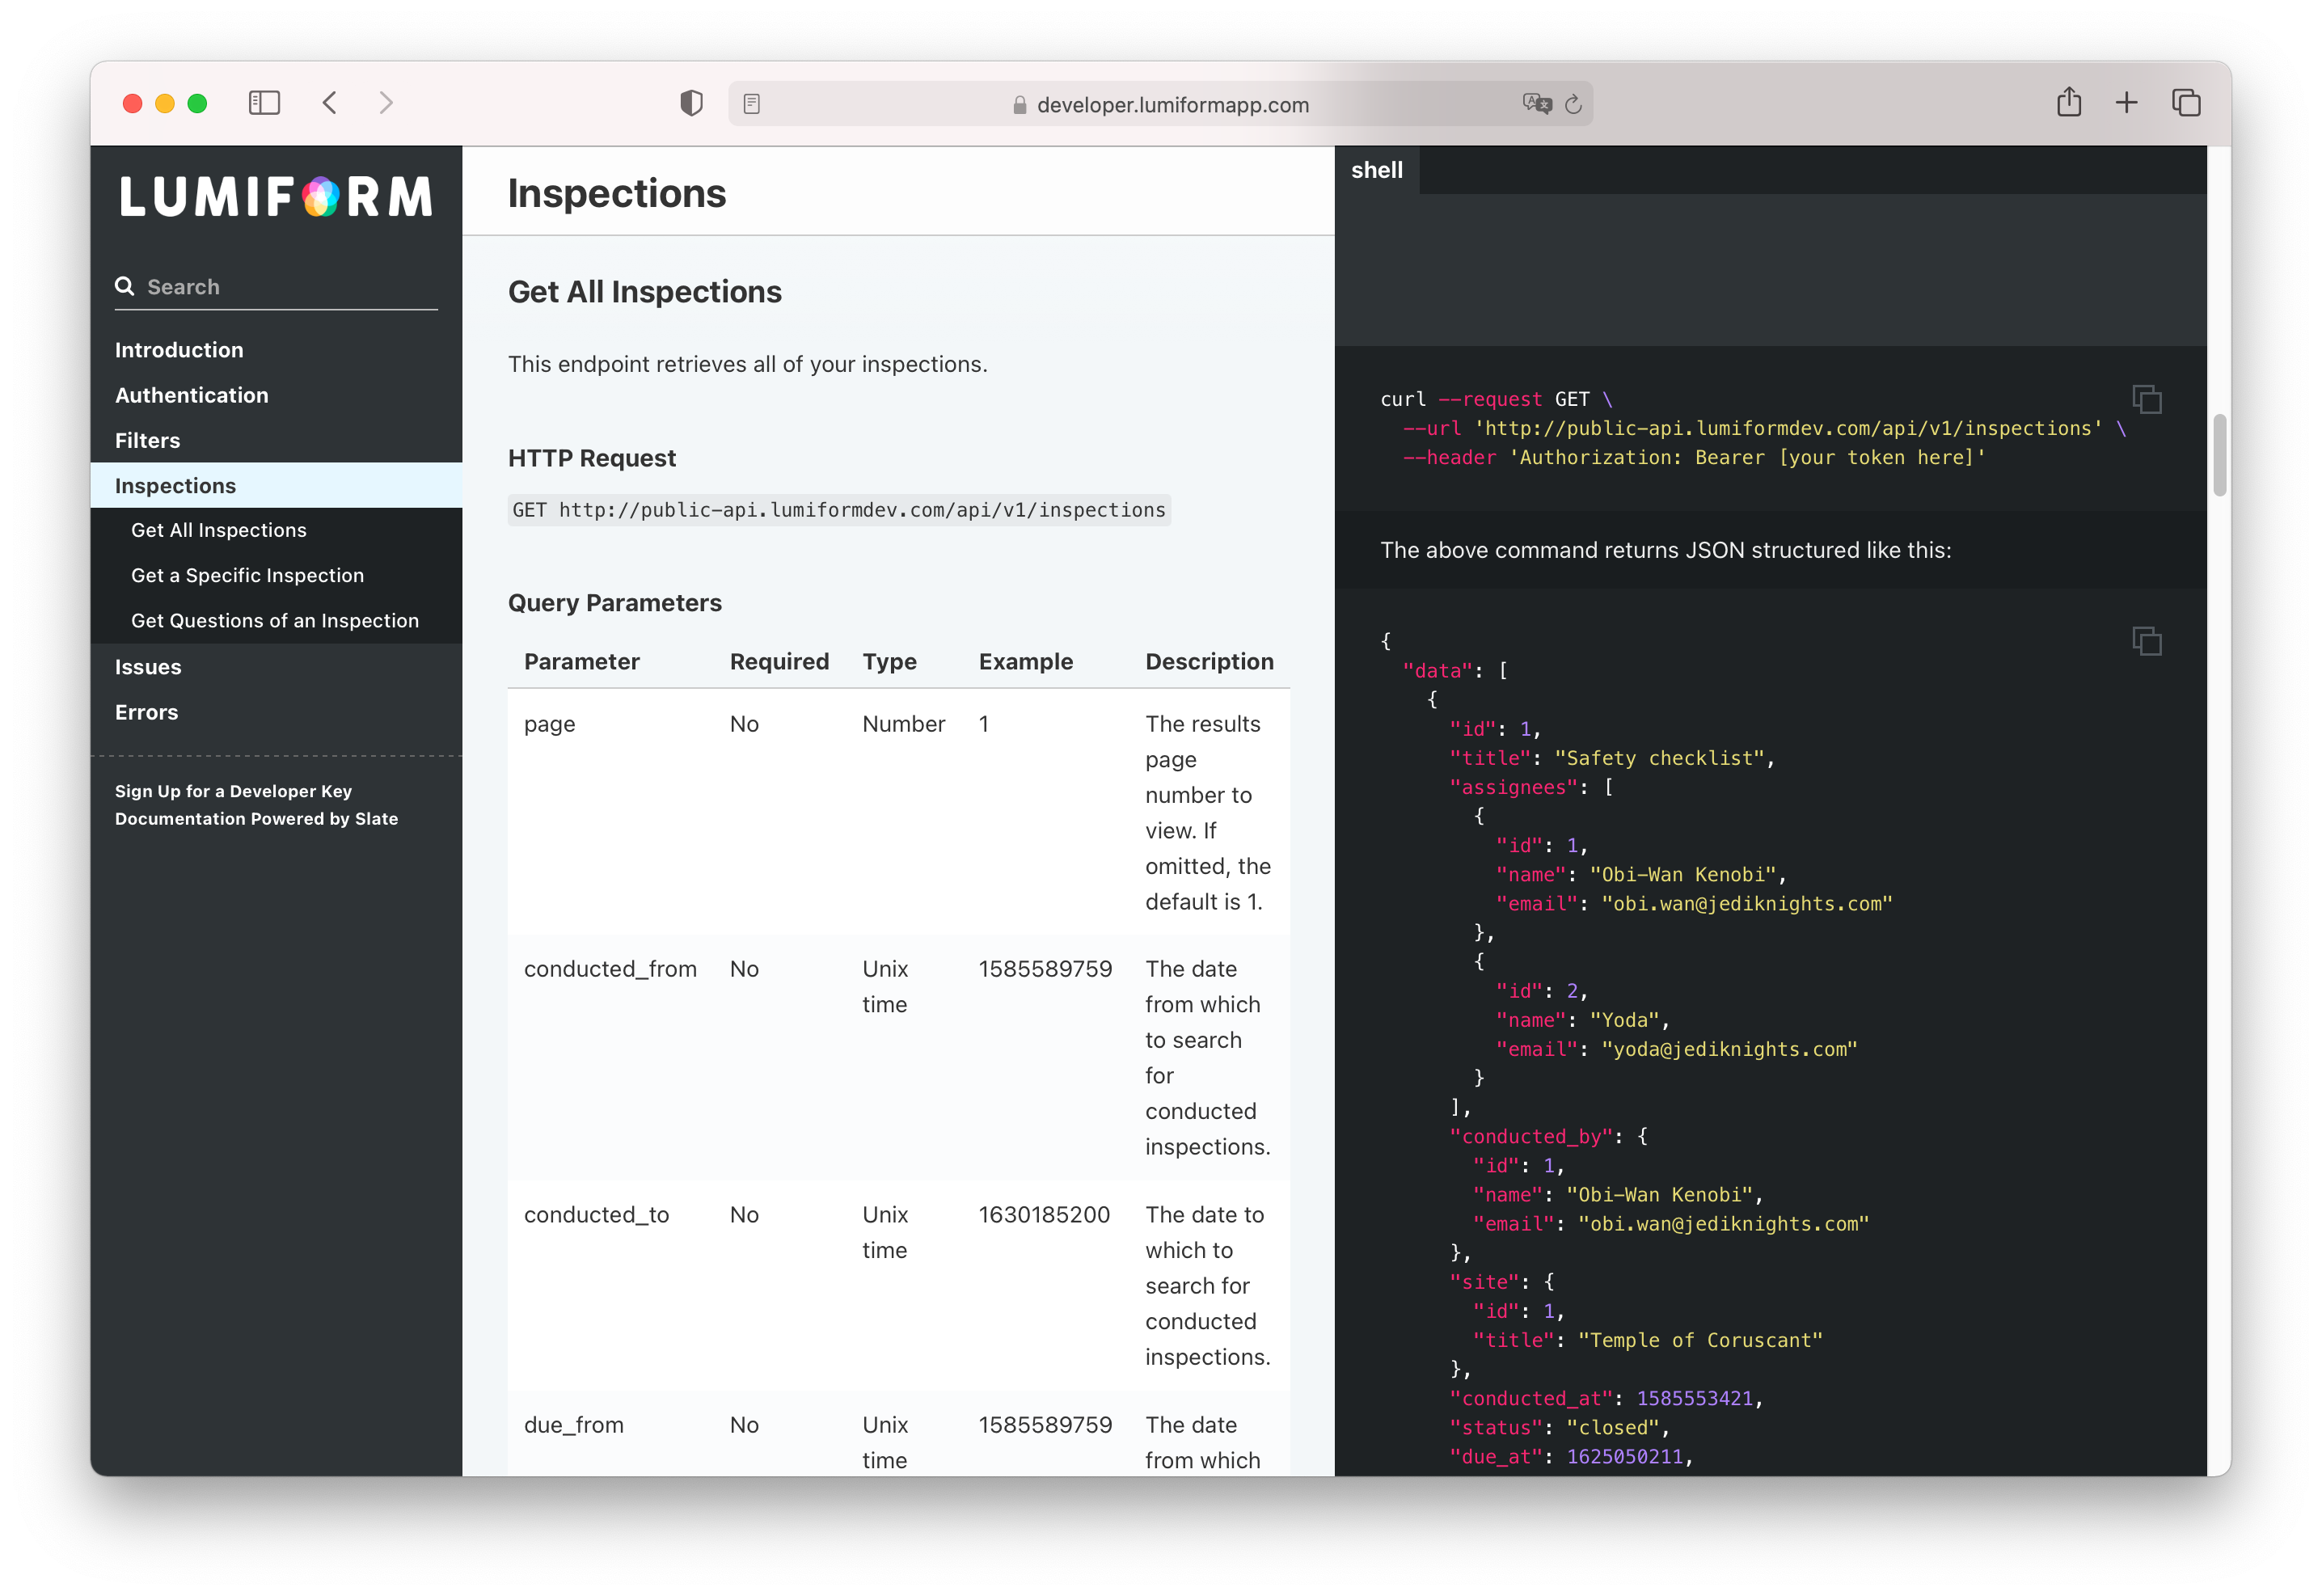 developer.lumiformapp.com
LUMIFORM
Search
Introduction
Authentication
Filters
Inspections
Get All Inspections
Get a Specific Inspection
Get Questions of an Inspection
Issues
Errors
Sign Up for a Developer Key
Documentation Powered by Slate
Inspections
Get All Inspections
This endpoint retrieves all of your inspections.
HTTP Request
GET http://public-api.lumiformdev.com/api/v1/inspections
Query Parameters
Parameter Required Type Example Description
page No Number 1 The results
page
number to
view. If
omitted, the
default is 1.
conducted_from No Unix 1585589759 The date
time from which
to search
for
conducted
inspections.
conducted_to No Unix 1630185200 The date to
time which to
search for
conducted
inspections.
due_from No Unix 1585589759 The date
time from which
shell
curl --request GET \
  --url 'http://public-api.lumiformdev.com/api/v1/inspections' \
  --header 'Authorization: Bearer [your token here]'
The above command returns JSON structured like this:
{
  "data": [
    {
      "id": 1,
      "title": "Safety checklist",
      "assignees": [
        {
          "id": 1,
          "name": "Obi-Wan Kenobi",
          "email": "obi.wan@jediknights.com"
        },
        {
          "id": 2,
          "name": "Yoda",
          "email": "yoda@jediknights.com"
        }
      ],
      "conducted_by": {
        "id": 1,
        "name": "Obi-Wan Kenobi",
        "email": "obi.wan@jediknights.com"
      },
      "site": {
        "id": 1,
        "title": "Temple of Coruscant"
      },
      "conducted_at": 1585553421,
      "status": "closed",
      "due_at": 1625050211,